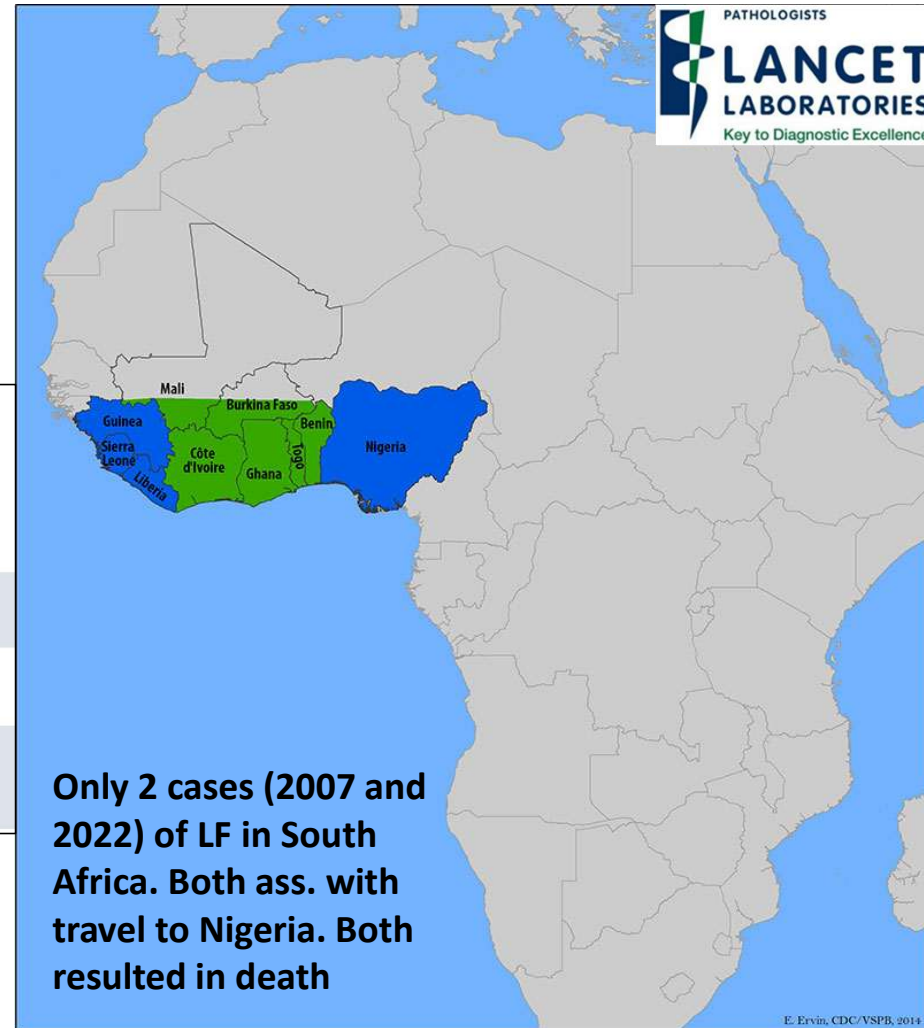 PATHOLOGISTS
LANCET
LABORATORIES
Key to Diagnostic Excellence
Mali
Burkina Faso
Guinea
Benin
Sierra
Leone
Côte
d'Ivoire
Togo
Ghana
Nigeria
Liberia
Only 2 cases (2007 and
2022) of LF in South
Africa. Both ass. with
travel to Nigeria. Both
resulted in death
E. Ervin, CDC/VSPB, 2014